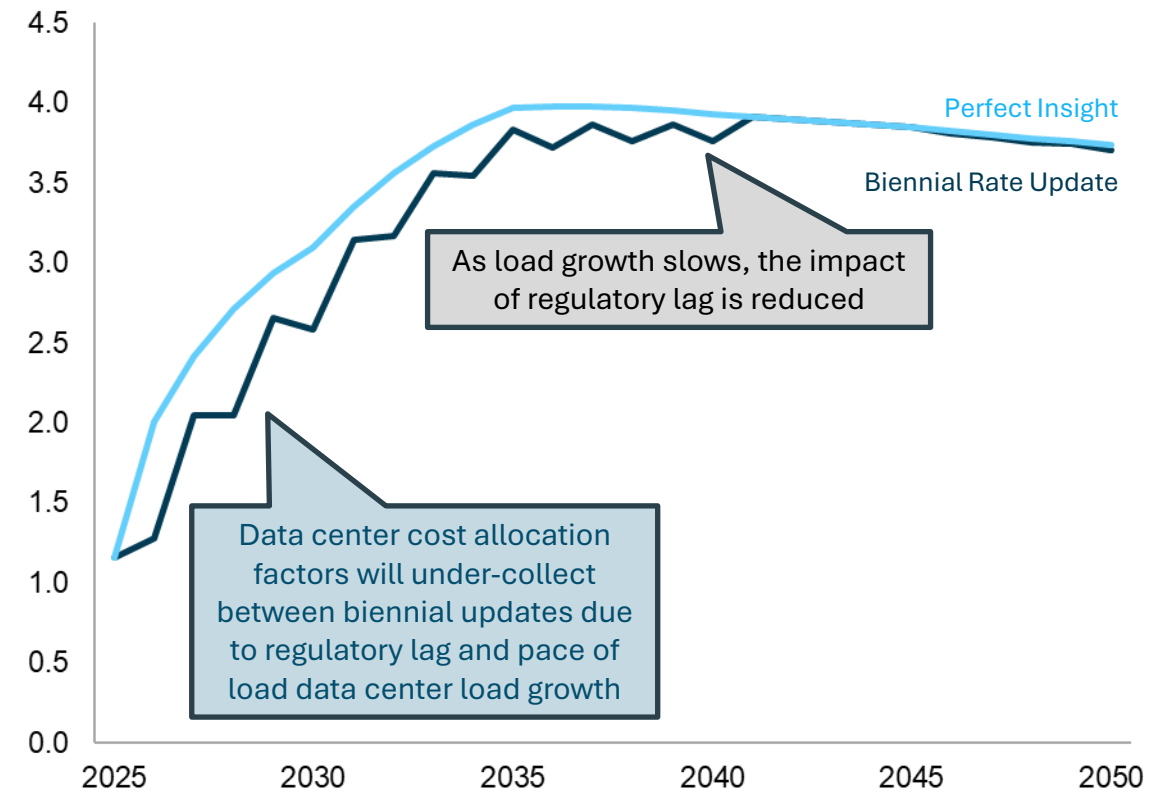 4.5
4.0
3.5
3.0
2.5
2.0
1.5
1.0
0.5
0.0
Perfect Insight
Biennial Rate Update
As load growth slows, the impact
of regulatory lag is reduced
Data center cost allocation
factors will under-collect
between biennial updates due
to regulatory lag and pace of
load data center load growth
2025 2030 2035 2040 2045 2050